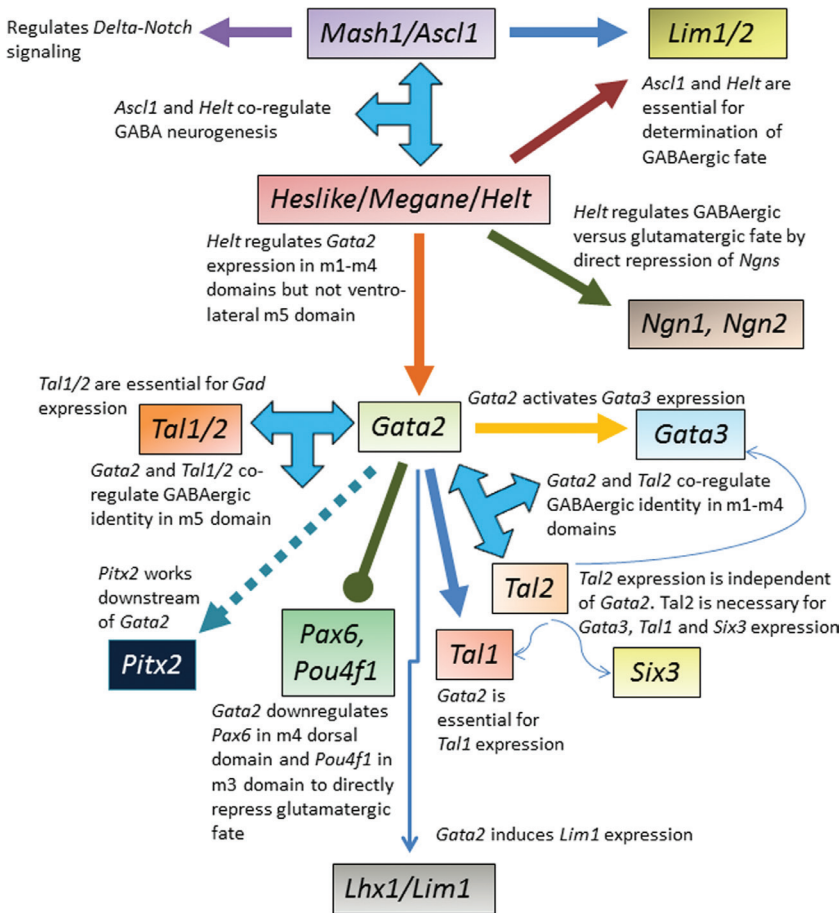 Regulates Delta-Notch
signaling
Mash1/Ascl1
Lim1/2
Ascl1 and Helt co-regulate
GABA neurogenesis
Ascl1 and Helt are
essential for
determination of
GABAergic fate
Heslike/Megane/Helt
Helt regulates Gata2
expression in m1-m4
domains but not ventro-
lateral m5 domain
Helt regulates GABAergic
versus glutamatergic fate by
direct repression of Ngns
Ngn1, Ngn2
Tal1/2 are essential for Gad
expression
Tal1/2
Gata2
Gata2 activates Gata3 expression
Gata3
Gata2 and Tal1/2 co-
regulate GABAergic
identity in m5 domain
Gata2 and Tal2 co-regulate
GABAergic identity in m1-m4
domains
Pitx2 works
downstream
of Gata2
Pitx2
Pax6,
Pou4f1
Tal2
Tal2 expression is independent
of Gata2. Tal2 is necessary for
Gata3, Tal1 and Six3 expression
Tal1
Six3
Gata2 is
essential for
Tal1 expression
Gata2 downregulates
Pax6 in m4 dorsal
domain and Pou4f1 in
m3 domain to directly
repress glutamatergic
fate
Gata2 induces Lim1 expression
Lhx1/Lim1